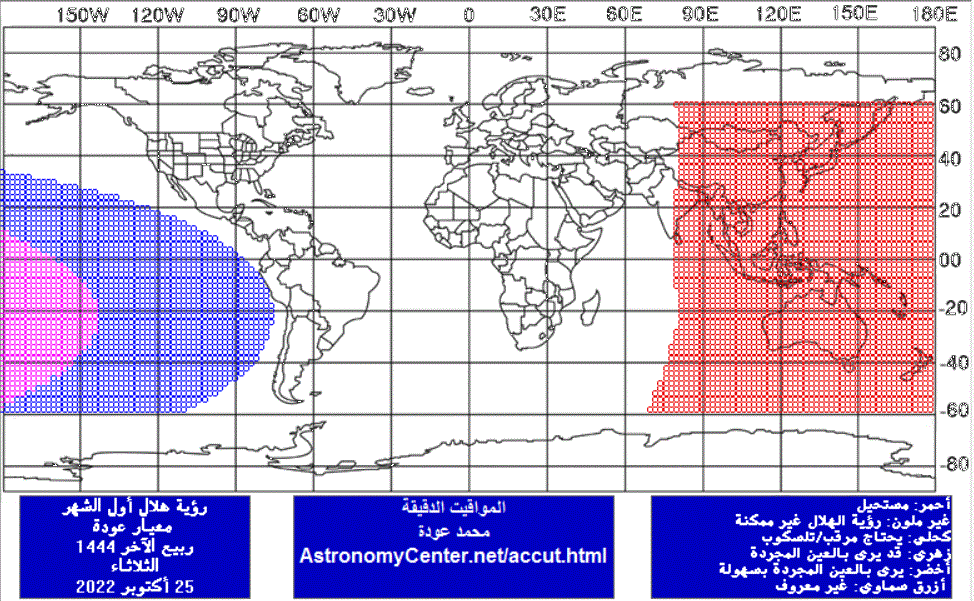 150W 120W 90W 60W 30W 0 30E 60E 90E 120E 150E 180E
80
60
40
20
00
-20
-40
-60
-80
رؤية هلال أول الشهر
معيار عودة
ربيع الآخر 1444
الثلاثاء
25 أكتوبر 2022
المواقيت الدقيقة
محمد عودة
AstronomyCenter.net/accut.html
أحمر: مستحيل
غير ملون: رؤية الهلال غير ممكنة
كحلي: يحتاج مرقب/تلسكوب
زهري: قد يرى بالعين المجردة
أخضر: يرى بالعين المجردة بسهولة
أزرق سماوي: غير معروف